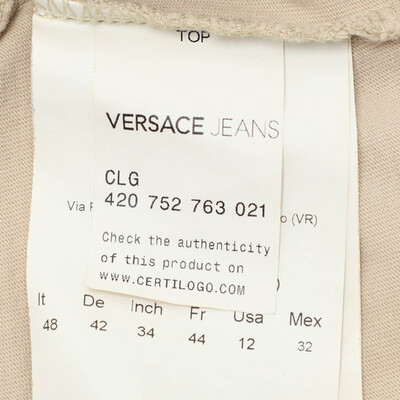 TOP
VERSACE JEANS
CLG
420 752 763 021
Via
(VR)
Check the authenticity
of this product on
WWW.CERTILOGO.COM
)
It De Inch Fr Usa Mex
48 42 34 44 12 32